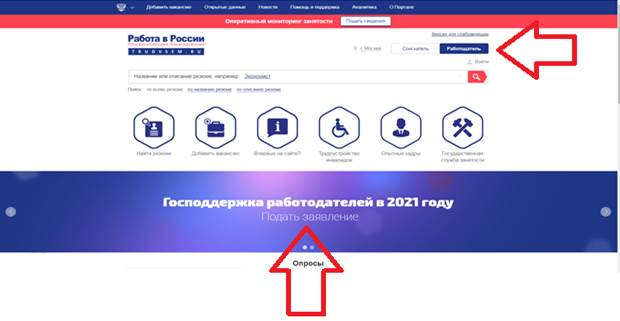 Добавить вакансию Открытые данные Новости Помощь и поддержка Аналитика О Портале
Оперативный мониторинг занятости Подать сведения
Версия для слабовидящих
Работа в России
Общероссийская база вакансий
TRUDVSEM.RU
г. Москва Соискатель Работодатель
Войти
Название или описание резюме, например: Экономист
Поиск по всем резюме по названию резюме по описанию резюме
Найти резюме Добавить вакансию Впервые на сайте? Трудоустройство инвалидов Опытные кадры Государственная служба занятости
Господдержка работодателей в 2021 году
Подать заявление
Опросы